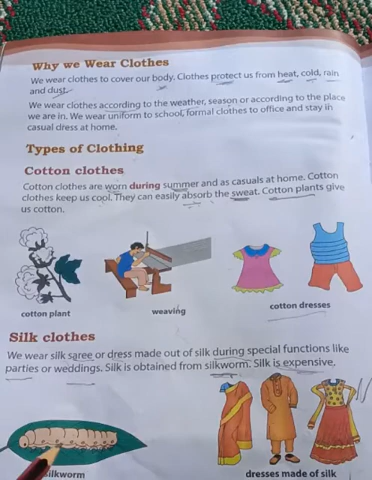 Why we Wear Clothes
We wear clothes to cover our body. Clothes protect us from heat, cold, rain
and dust.
We wear clothes according to the weather, season or according to the place
we are in. We wear uniform to school, formal clothes to office and stay in
casual dress at home.
Types of Clothing
Cotton clothes
Cotton clothes are worn during summer and as casuals at home. Cotton
clothes keep us cool. They can easily absorb the sweat. Cotton plants give
us cotton.
cotton plant
weaving
cotton dresses
Silk clothes
We wear silk saree or dress made out of silk during special functions like
parties or weddings. Silk is obtained from silkworm. Silk is expensive.
ilkworm
dresses made of silk